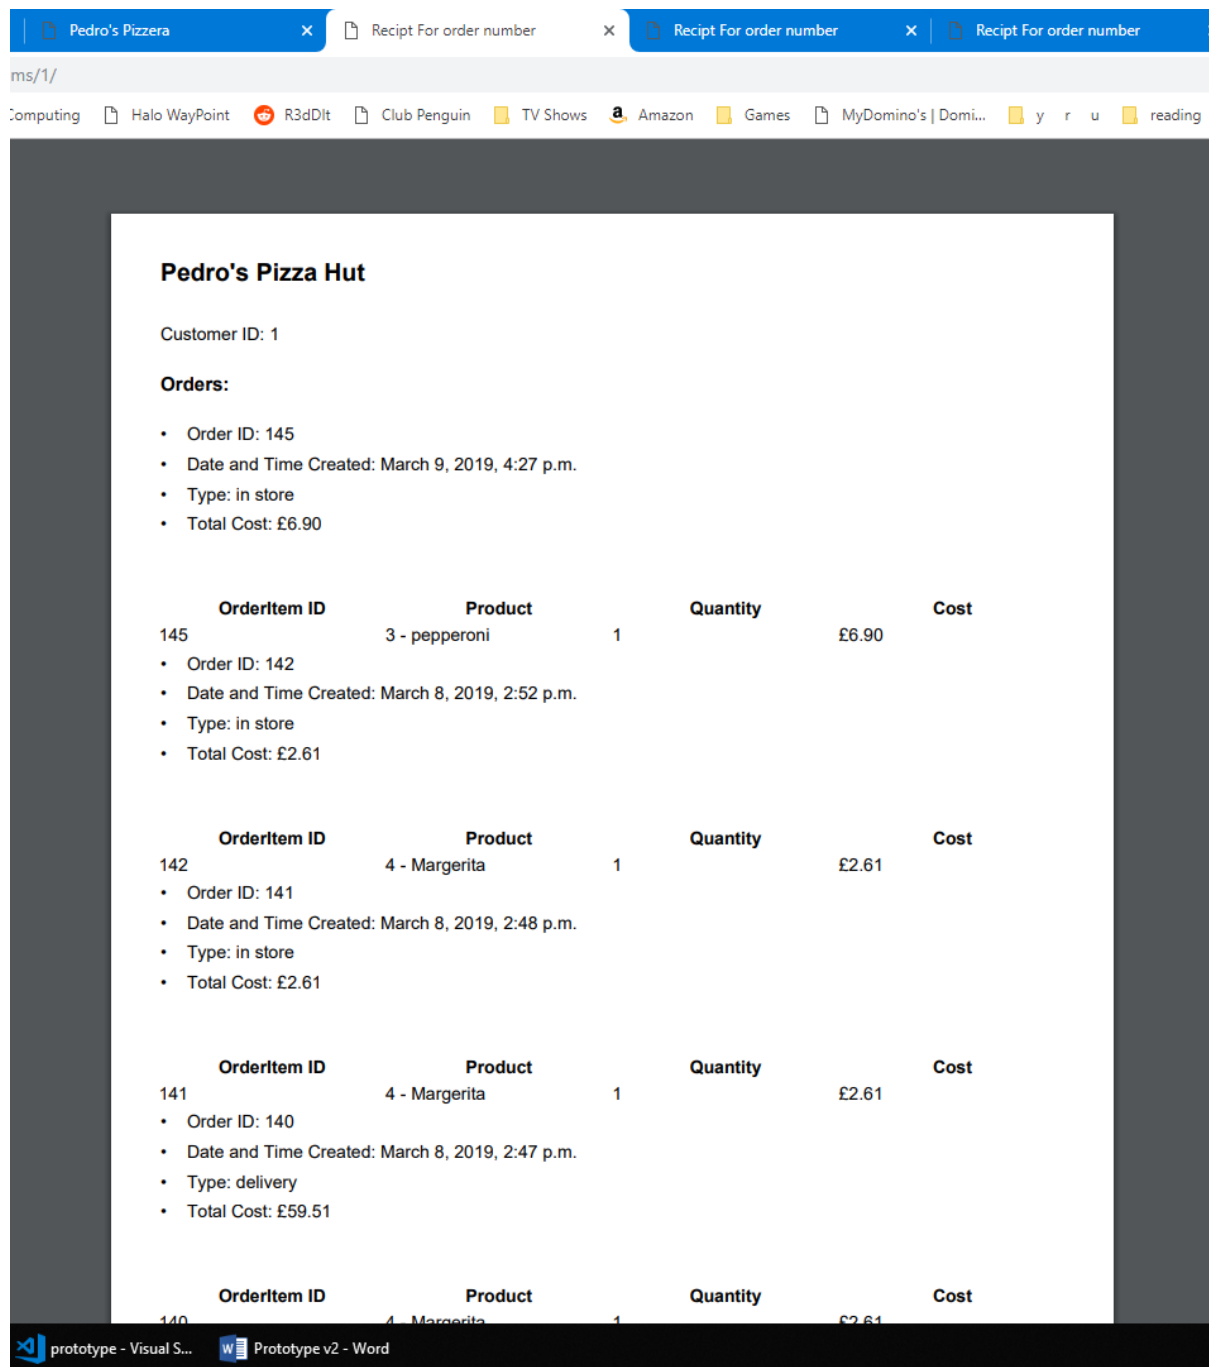 Pedro's Pizzera Recipt For order number Recipt For order number Recipt For order number
ms/1/
Computing Halo WayPoint R3dDIt Club Penguin TV Shows Amazon Games MyDomino's | Domi... y r u reading
Pedro's Pizza Hut
Customer ID: 1
Orders:
• Order ID: 145
• Date and Time Created: March 9, 2019, 4:27 p.m.
• Type: in store
• Total Cost: £6.90
OrderItem ID Product Quantity Cost
145 3 - pepperoni 1 £6.90
• Order ID: 142
• Date and Time Created: March 8, 2019, 2:52 p.m.
• Type: in store
• Total Cost: £2.61
OrderItem ID Product Quantity Cost
142 4 - Margerita 1 £2.61
• Order ID: 141
• Date and Time Created: March 8, 2019, 2:48 p.m.
• Type: in store
• Total Cost: £2.61
OrderItem ID Product Quantity Cost
141 4 - Margerita 1 £2.61
• Order ID: 140
• Date and Time Created: March 8, 2019, 2:47 p.m.
• Type: delivery
• Total Cost: £59.51
OrderItem ID Product Quantity Cost
140 4 - Margerita 1 £2.61
prototype - Visual S... Prototype v2 - Word